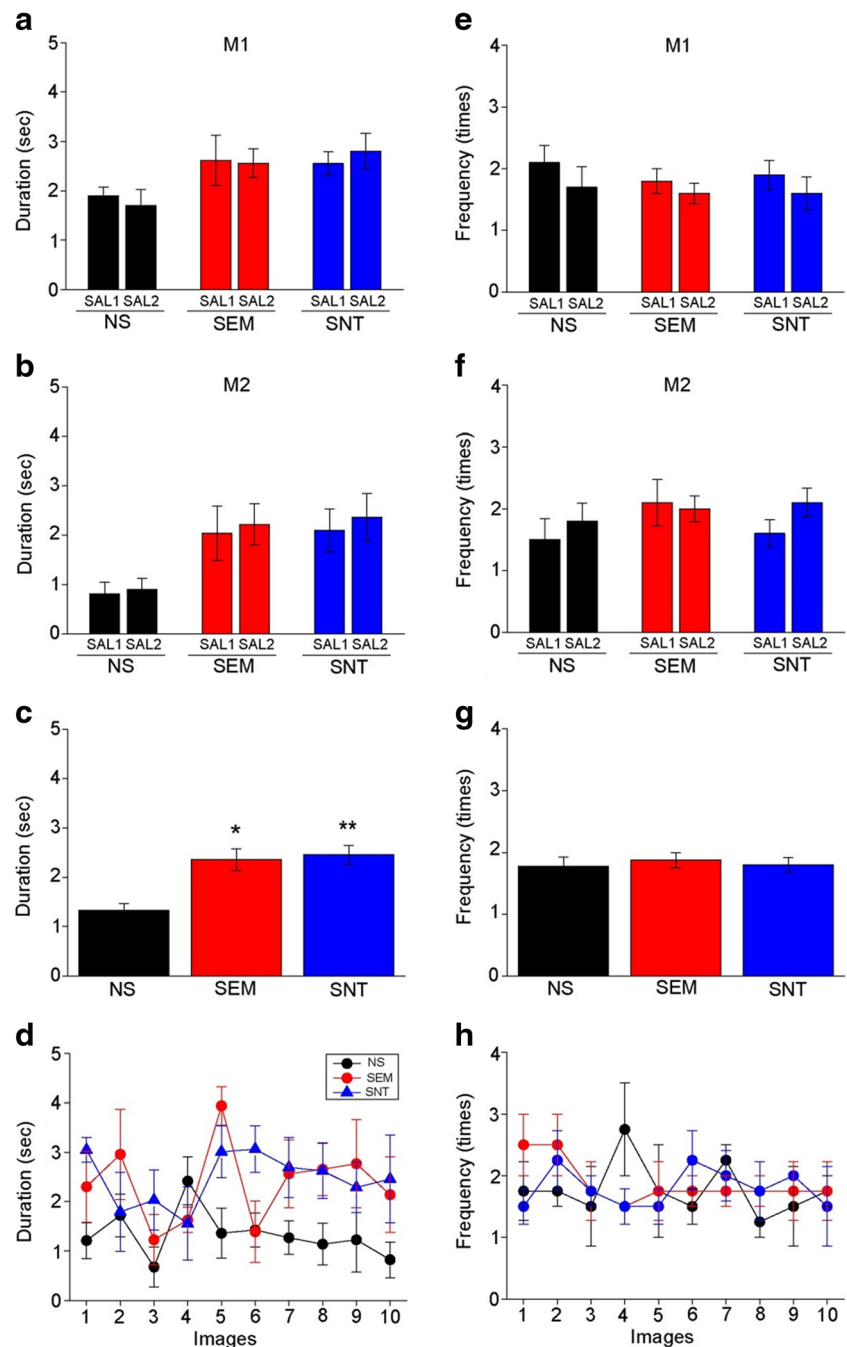 a
M1
5
4
3
2
1
0
Duration (sec)
SAL1 SAL2 SAL1 SAL2 SAL1 SAL2
NS SEM SNT
e
M1
4
3
2
1
0
Frequency (times)
SAL1 SAL2 SAL1 SAL2 SAL1 SAL2
NS SEM SNT
b
M2
5
4
3
2
1
0
Duration (sec)
SAL1 SAL2 SAL1 SAL2 SAL1 SAL2
NS SEM SNT
f
M2
4
3
2
1
0
Frequency (times)
SAL1 SAL2 SAL1 SAL2 SAL1 SAL2
NS SEM SNT
c
5
4
3
2
1
0
Duration (sec)
* **
NS SEM SNT
g
4
3
2
1
0
Frequency (times)
NS SEM SNT
d
5
4
3
2
1
0
Duration (sec)
NS
SEM
SNT
1 2 3 4 5 6 7 8 9 10
Images
h
4
3
2
1
0
Frequency (times)
1 2 3 4 5 6 7 8 9 10
Images